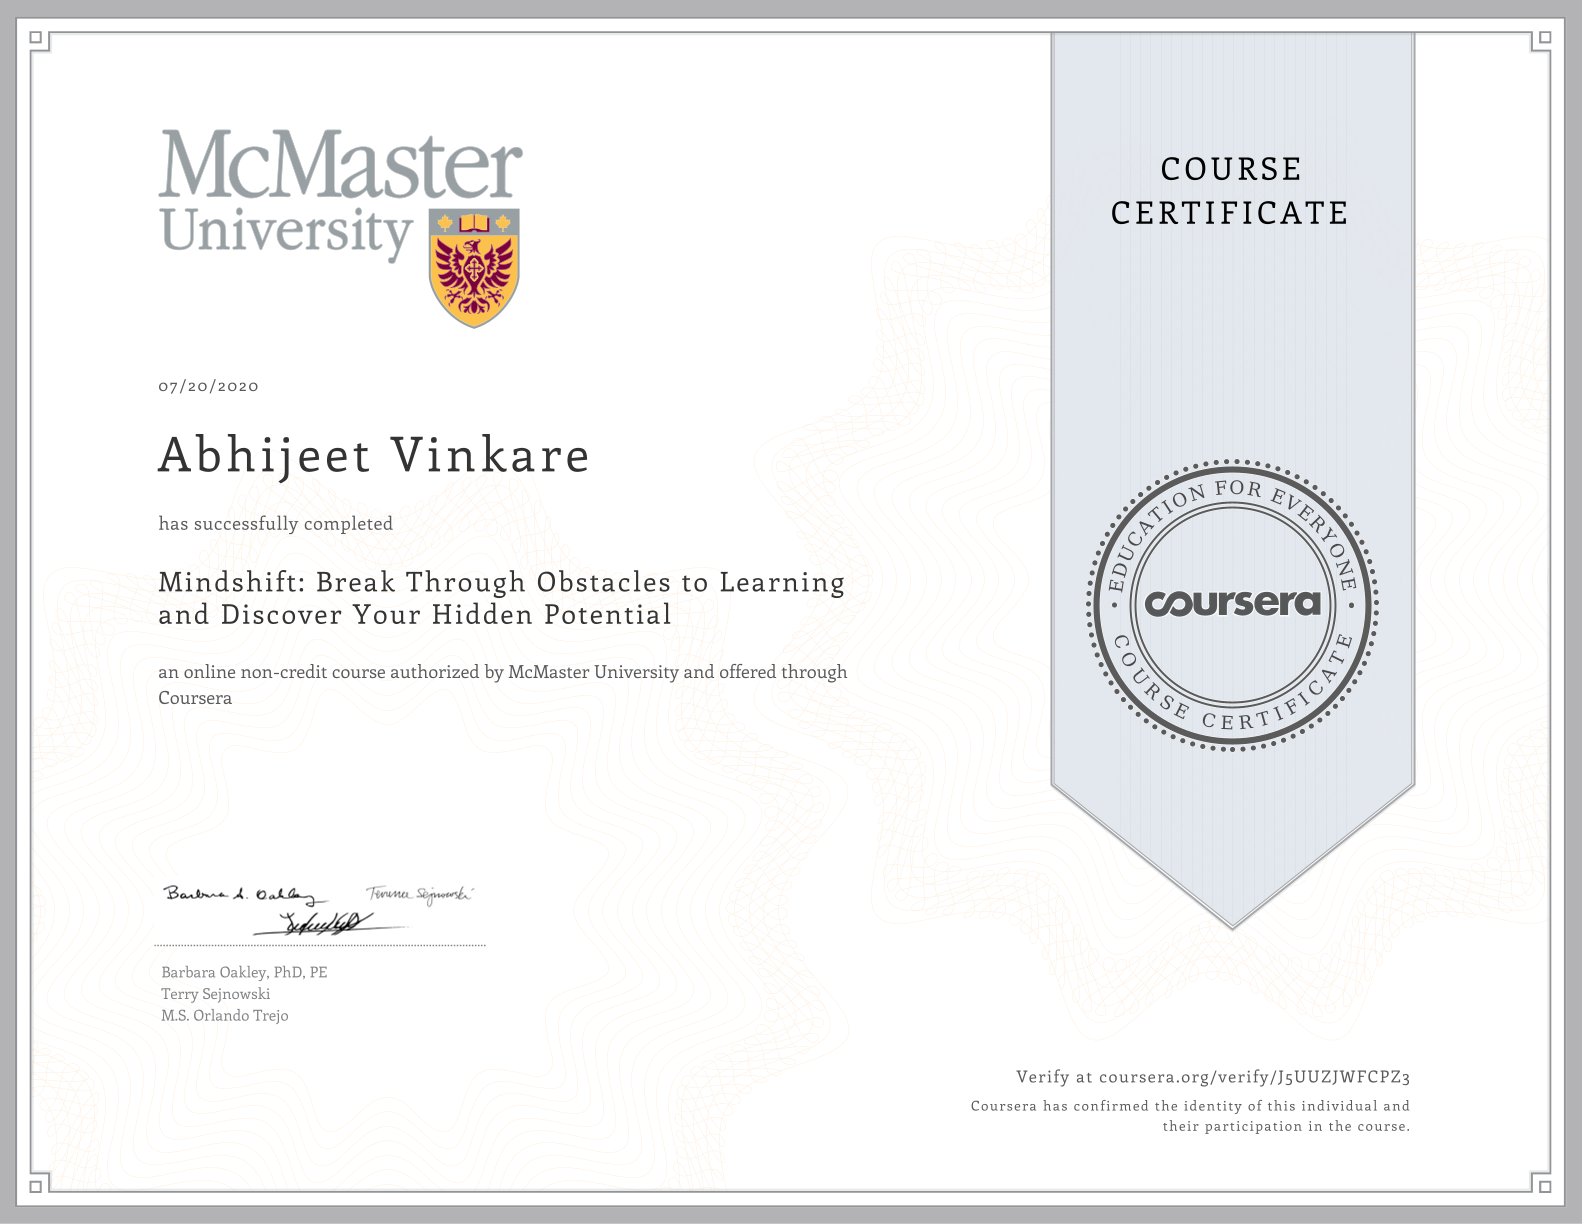 McMaster
University
COURSE
CERTIFICATE
07/20/2020
Abhijeet Vinkare
has successfully completed
Mindshift: Break Through Obstacles to Learning
and Discover Your Hidden Potential
an online non-credit course authorized by McMaster University and offered through
Coursera
EDUCATION FOR EVERYONE
coursera
COURSE CERTIFICATE
Barbara A. Oakley
Terrence Sejnowski
Barbara Oakley, PhD, PE
Terry Sejnowski
M.S. Orlando Trejo
Verify at coursera.org/verify/J5UUZJWFCPZ3
Coursera has confirmed the identity of this individual and
their participation in the course.